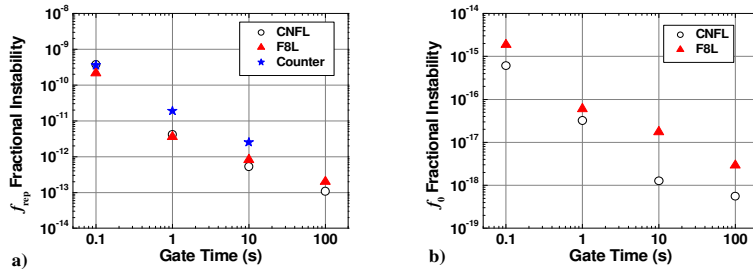 10⁻⁸
10⁻⁹
10⁻¹⁰
10⁻¹¹
10⁻¹²
10⁻¹³
10⁻¹⁴
f_rep Fractional Instability
CNFL
F8L
Counter
0.1 1 10 100
Gate Time (s)
a)
10⁻¹⁴
10⁻¹⁵
10⁻¹⁶
10⁻¹⁷
10⁻¹⁸
10⁻¹⁹
f₀ Fractional Instability
CNFL
F8L
0.1 1 10 100
Gate Time (s)
b)